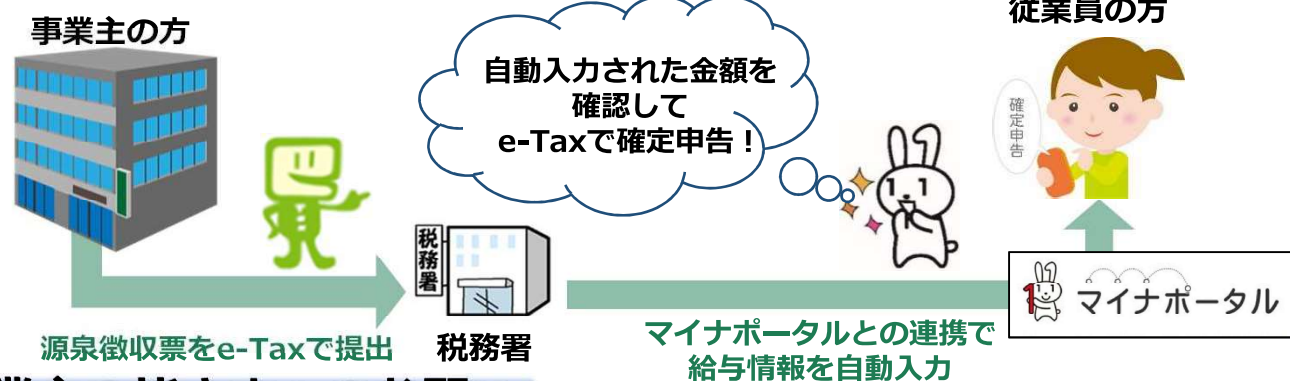 事業主の方
従業員の方
自動入力された金額を
確認して
e-Taxで確定申告！
確定申告
税務署
マイナポータル
源泉徴収票をe-Taxで提出
税務署
マイナポータルとの連携で
給与情報を自動入力